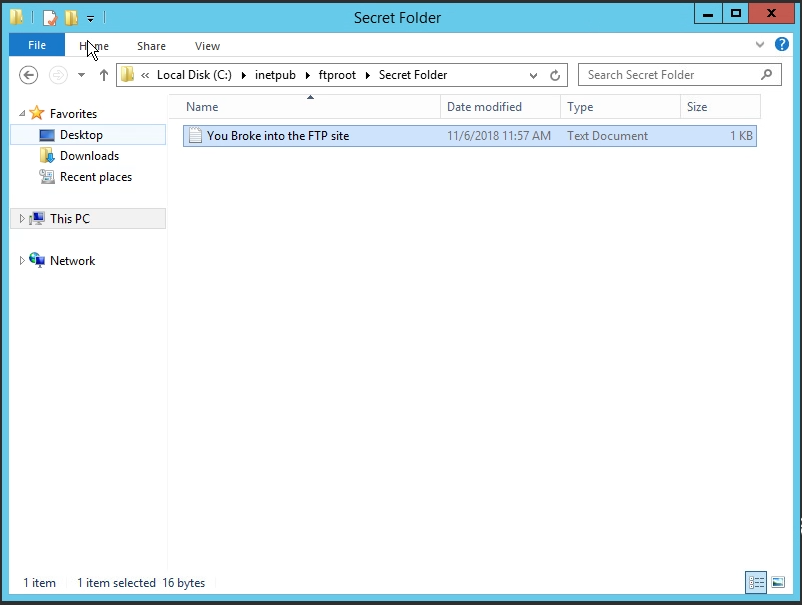 Secret Folder
File Home Share View
« Local Disk (C:) inetpub ftproot Secret Folder Search Secret Folder
Favorites
Desktop
Downloads
Recent places
This PC
Network
Name Date modified Type Size
You Broke into the FTP site 11/6/2018 11:57 AM Text Document 1 KB
1 item 1 item selected 16 bytes